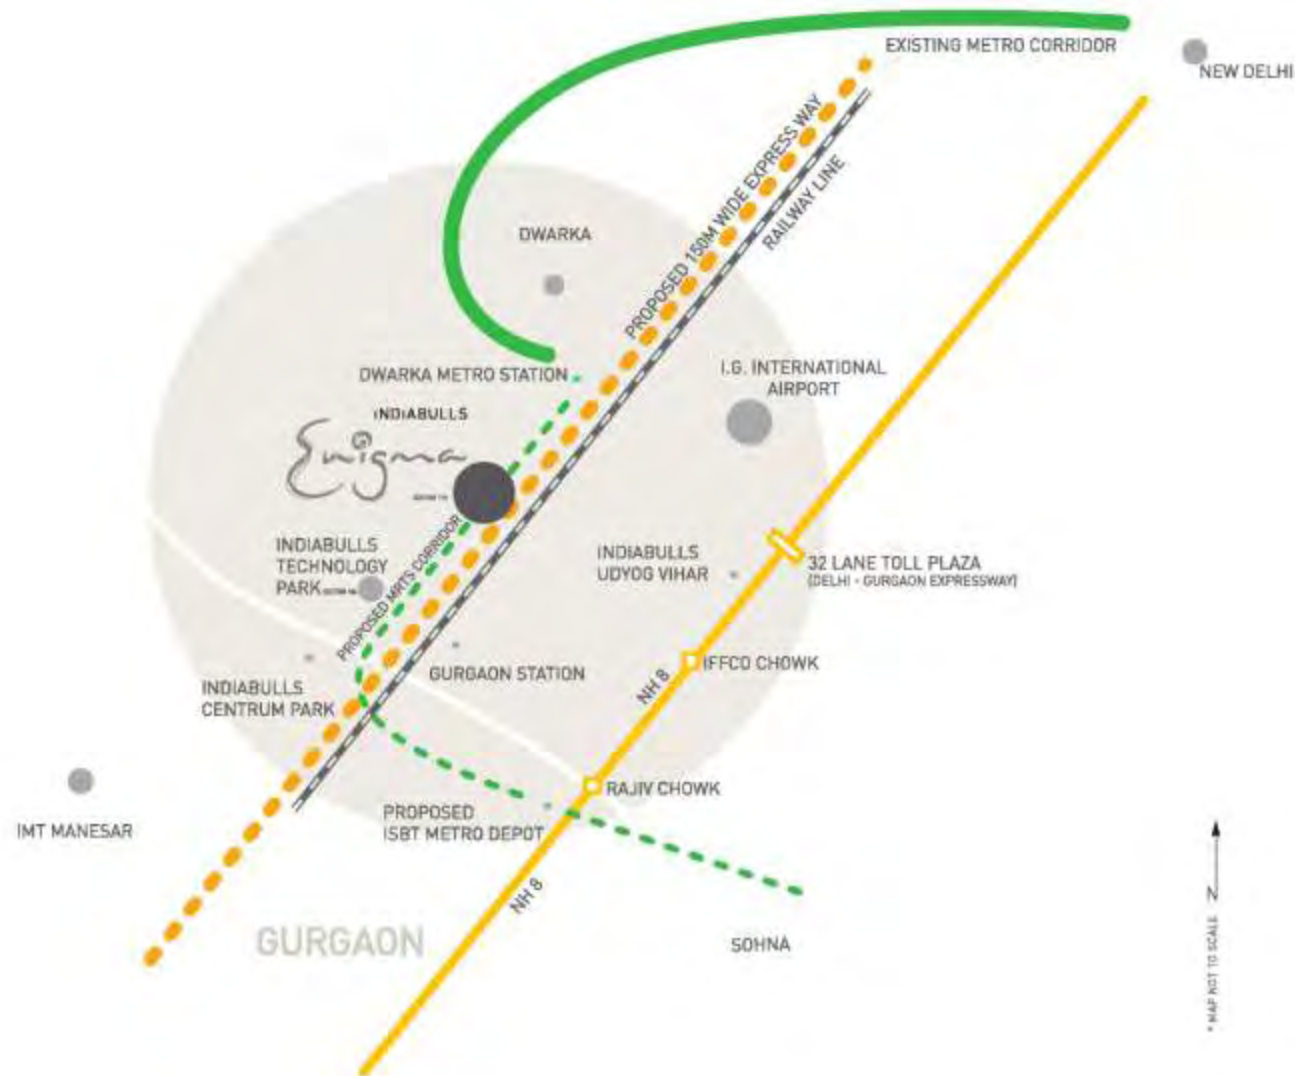 EXISTING METRO CORRIDOR
NEW DELHI
PROPOSED 150M WIDE EXPRESS WAY
RAILWAY LINE
DWARKA
DWARKA METRO STATION
I.G. INTERNATIONAL
AIRPORT
INDIABULLS
Enigma
INDIABULLS
TECHNOLOGY
PARK
PROPOSED MRTS CORRIDOR
INDIABULLS
UDYOG VIHAR
32 LANE TOLL PLAZA
(DELHI - GURGAON EXPRESSWAY)
IFFCO CHOWK
GURGAON STATION
NH 8
INDIABULLS
CENTRUM PARK
RAJIV CHOWK
PROPOSED
ISBT METRO DEPOT
IMT MANESAR
NH 8
GURGAON
SOHNA
N
* MAP NOT TO SCALE